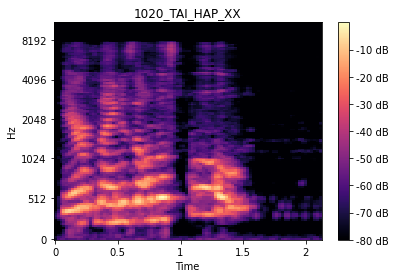 1020_TAI_HAP_XX
8192
4096
2048
1024
512
0
Hz
0
0.5
1
1.5
2
Time
-10 dB
-20 dB
-30 dB
-40 dB
-50 dB
-60 dB
-70 dB
-80 dB